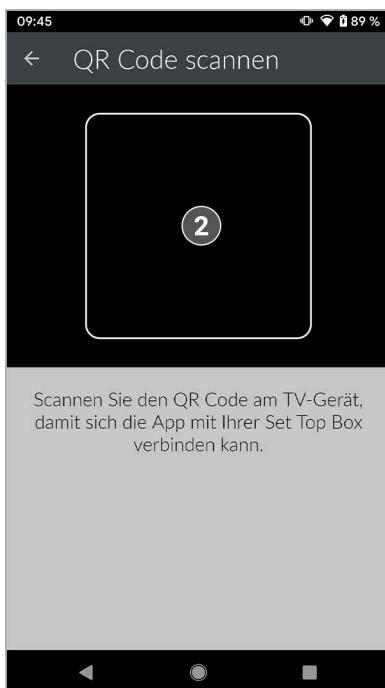 09:45 89 %
QR Code scannen
2
Scannen Sie den QR Code am TV-Gerät,
damit sich die App mit Ihrer Set Top Box
verbinden kann.